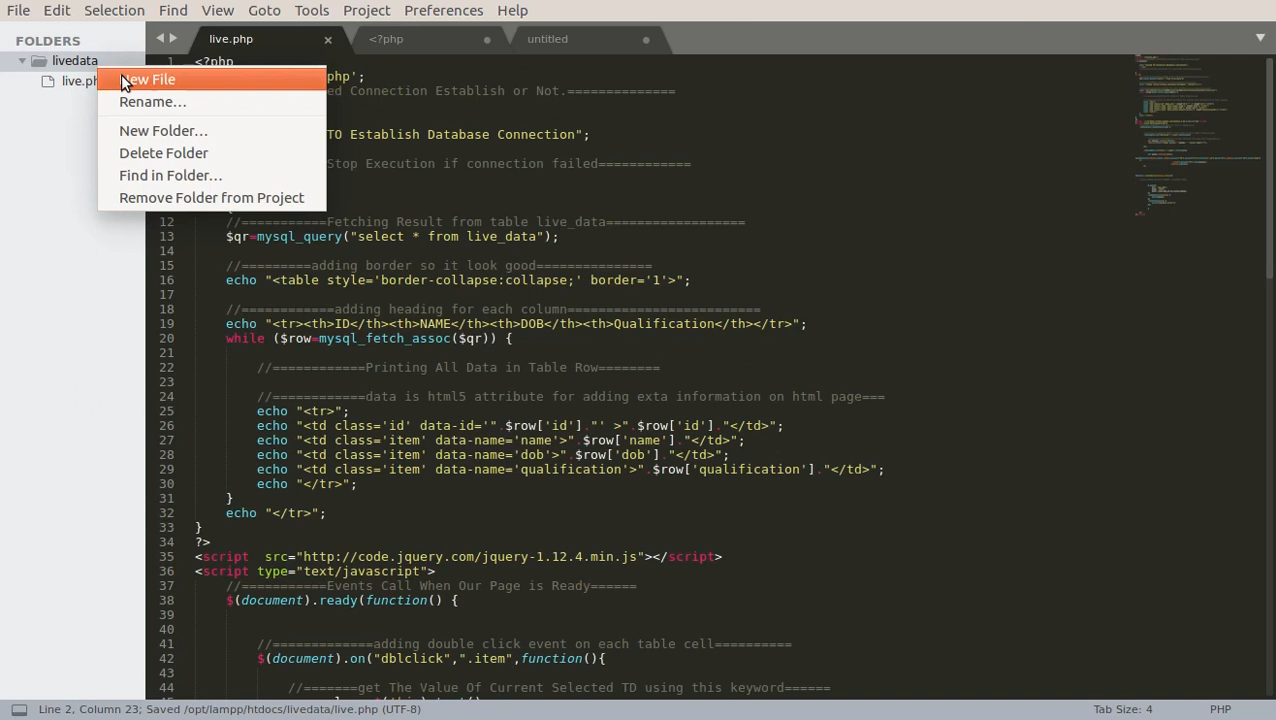 File Edit Selection Find View Goto Tools Project Preferences Help
FOLDERS
live.php × <?php untitled
livedata
live.ph
New File
Rename…
New Folder…
Delete Folder
Find in Folder…
Remove Folder from Project
1 <?php
php';
ed Connection Establish or Not.==============
TO Establish Database Connection";
Stop Execution if connection failed============
12 //=========Fetching Result from table live_data==================
13 $qr=mysql_query("select * from live_data");
14
15 //=========adding border so it look good===============
16 echo "<table style='border-collapse:collapse;' border='1'>";
17
18 //============adding heading for each column=========================
19 echo "<tr><th>ID</th><th>NAME</th><th>DOB</th><th>Qualification</th></tr>";
20 while ($row=mysql_fetch_assoc($qr)) {
21
22 //============Printing All Data in Table Row========
23
24 //============data is html5 attribute for adding exta information on html page===
25 echo "<tr>";
26 echo "<td class='id' data-id='".$row['id']."' >".$row['id']."</td>";
27 echo "<td class='item' data-name='name'>".$row['name']."</td>";
28 echo "<td class='item' data-name='dob'>".$row['dob']."</td>";
29 echo "<td class='item' data-name='qualification'>".$row['qualification']."</td>";
30 echo "</tr>";
31 }
32 echo "</tr>";
33 }
34 ?>
35 <script src="http://code.jquery.com/jquery-1.12.4.min.js"></script>
36 <script type="text/javascript">
37 //===========Events Call When Our Page is Ready======
38 $(document).ready(function() {
39
40
41 //=============adding double click event on each table cell==========
42 $(document).on("dblclick",".item",function(){
43
44 //=======get The Value Of Current Selected TD using this keyword======
Line 2, Column 23; Saved /opt/lampp/htdocs/livedata/live.php (UTF-8) Tab Size: 4 PHP